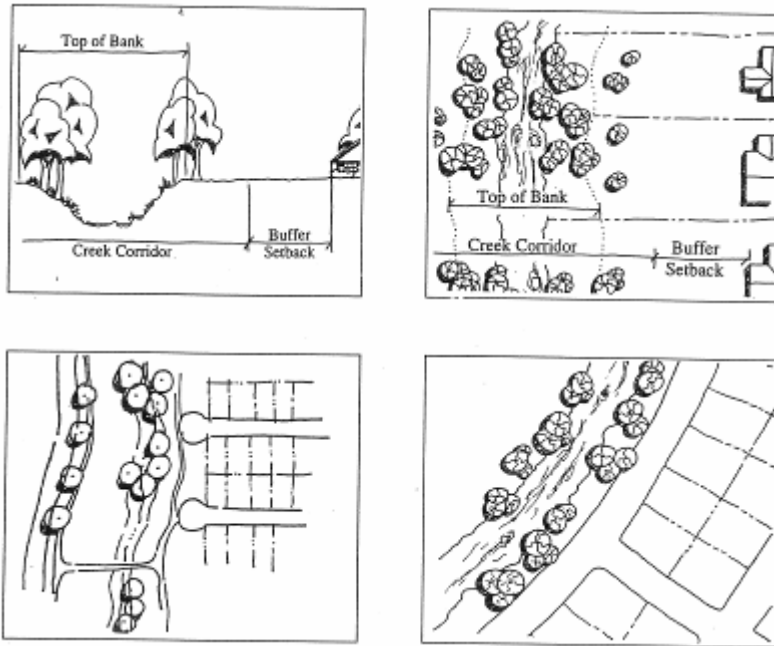 Top of Bank
Creek Corridor
Buffer
Setback
Top of Bank
Creek Corridor
Buffer
Setback